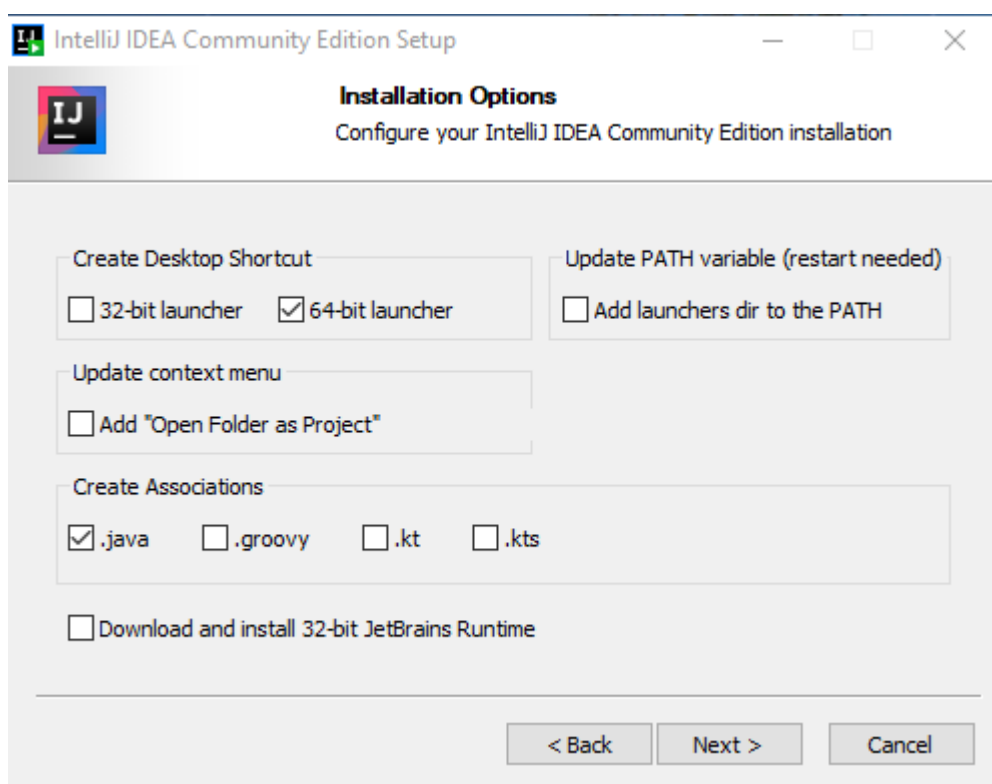 IntelliJ IDEA Community Edition Setup
IJ
Installation Options
Configure your IntelliJ IDEA Community Edition installation
Create Desktop Shortcut
32-bit launcher 64-bit launcher
Update PATH variable (restart needed)
Add launchers dir to the PATH
Update context menu
Add "Open Folder as Project"
Create Associations
.java .groovy .kt .kts
Download and install 32-bit JetBrains Runtime
< Back Next > Cancel